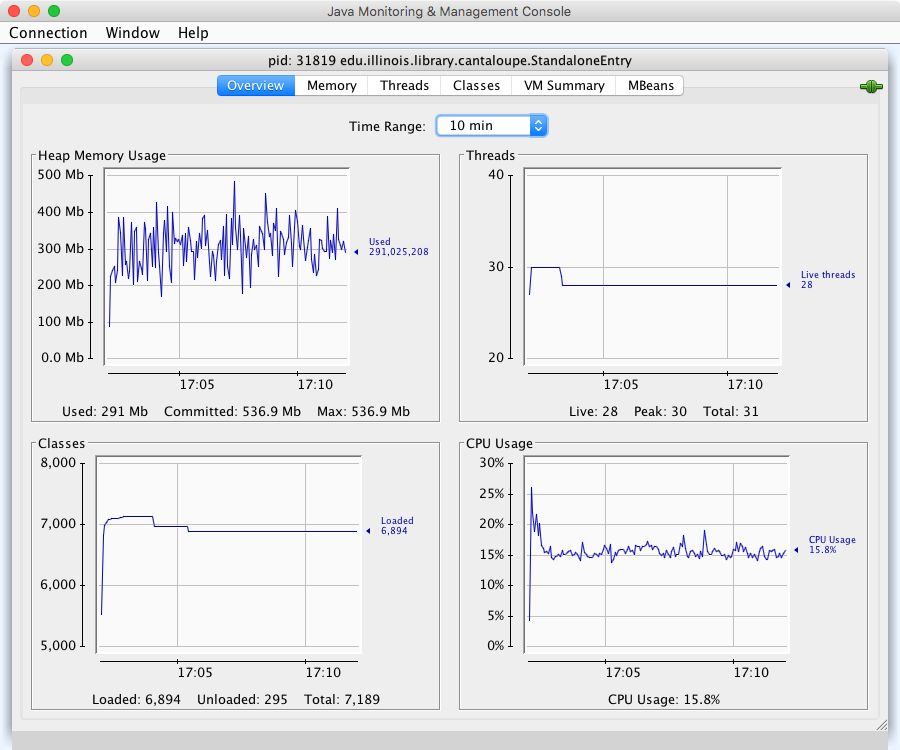 Java Monitoring & Management Console
Connection Window Help
pid: 31819 edu.illinois.library.cantaloupe.StandaloneEntry
Overview Memory Threads Classes VM Summary MBeans
Time Range: 10 min
Heap Memory Usage
500 Mb
400 Mb
300 Mb
200 Mb
100 Mb
0.0 Mb
Used
291,025,208
17:05 17:10
Used: 291 Mb Committed: 536.9 Mb Max: 536.9 Mb
Threads
40
30
20
Live threads
28
17:05 17:10
Live: 28 Peak: 30 Total: 31
Classes
8,000
7,000
6,000
5,000
Loaded
6,894
17:05 17:10
Loaded: 6,894 Unloaded: 295 Total: 7,189
CPU Usage
30%
25%
20%
15%
10%
5%
0%
CPU Usage
15.8%
17:05 17:10
CPU Usage: 15.8%